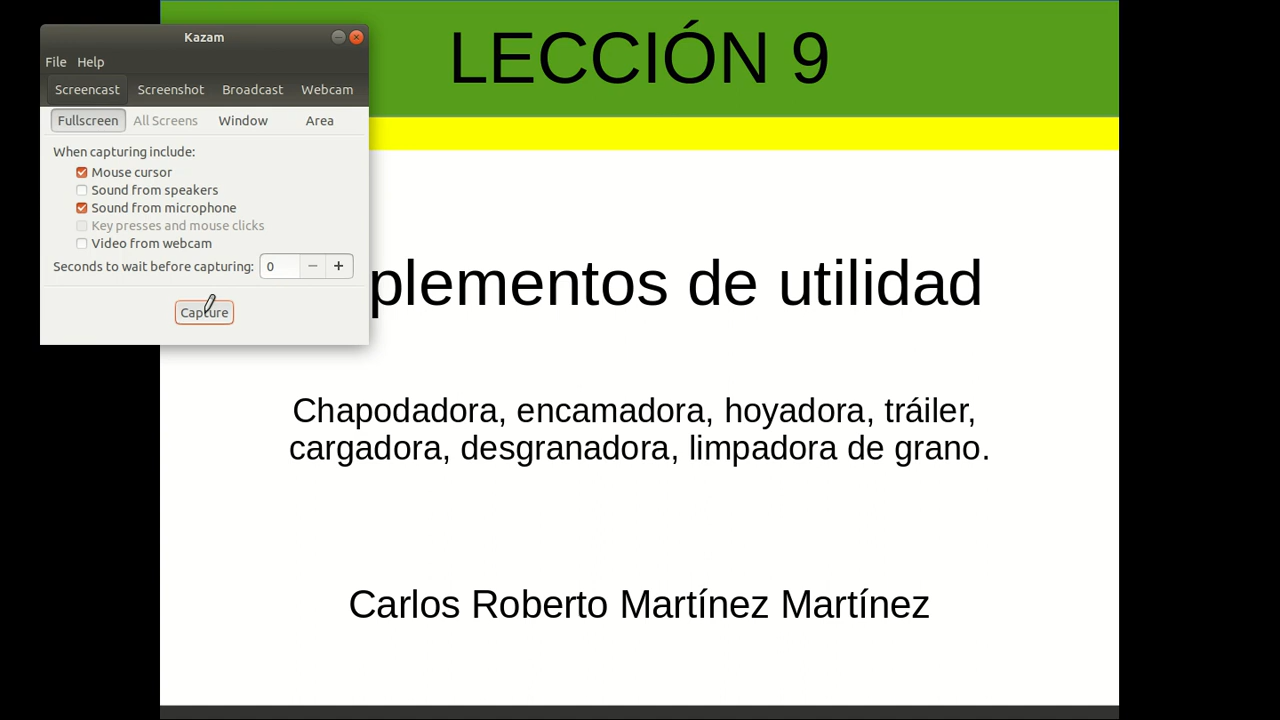 Kazam
File Help
Screencast Screenshot Broadcast Webcam
Fullscreen All Screens Window Area
When capturing include:
Mouse cursor
Sound from speakers
Sound from microphone
Key presses and mouse clicks
Video from webcam
Seconds to wait before capturing: 0 − +
Capture
LECCIÓN 9
plementos de utilidad
Chapodadora, encamadora, hoyadora, tráiler,
cargadora, desgranadora, limpadora de grano.
Carlos Roberto Martínez Martínez